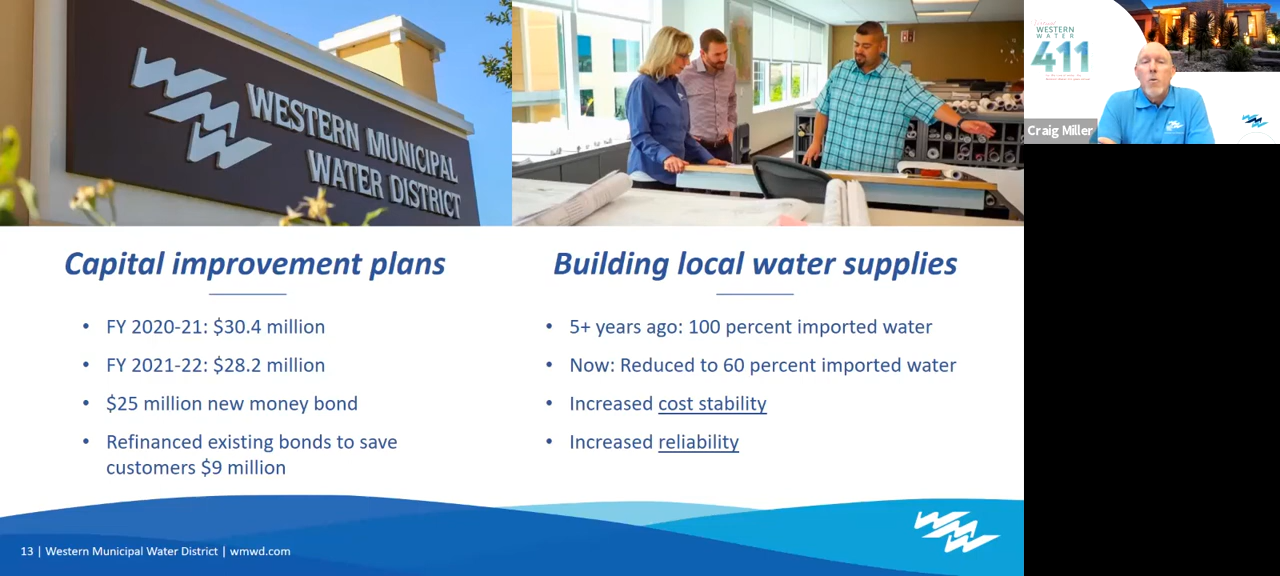 WESTERN MUNICIPAL
WATER DISTRICT
WESTERN
WATER
411
Craig Miller
Capital improvement plans
• FY 2020-21: $30.4 million
• FY 2021-22: $28.2 million
• $25 million new money bond
• Refinanced existing bonds to save
customers $9 million
Building local water supplies
• 5+ years ago: 100 percent imported water
• Now: Reduced to 60 percent imported water
• Increased cost stability
• Increased reliability
13 | Western Municipal Water District | wmwd.com